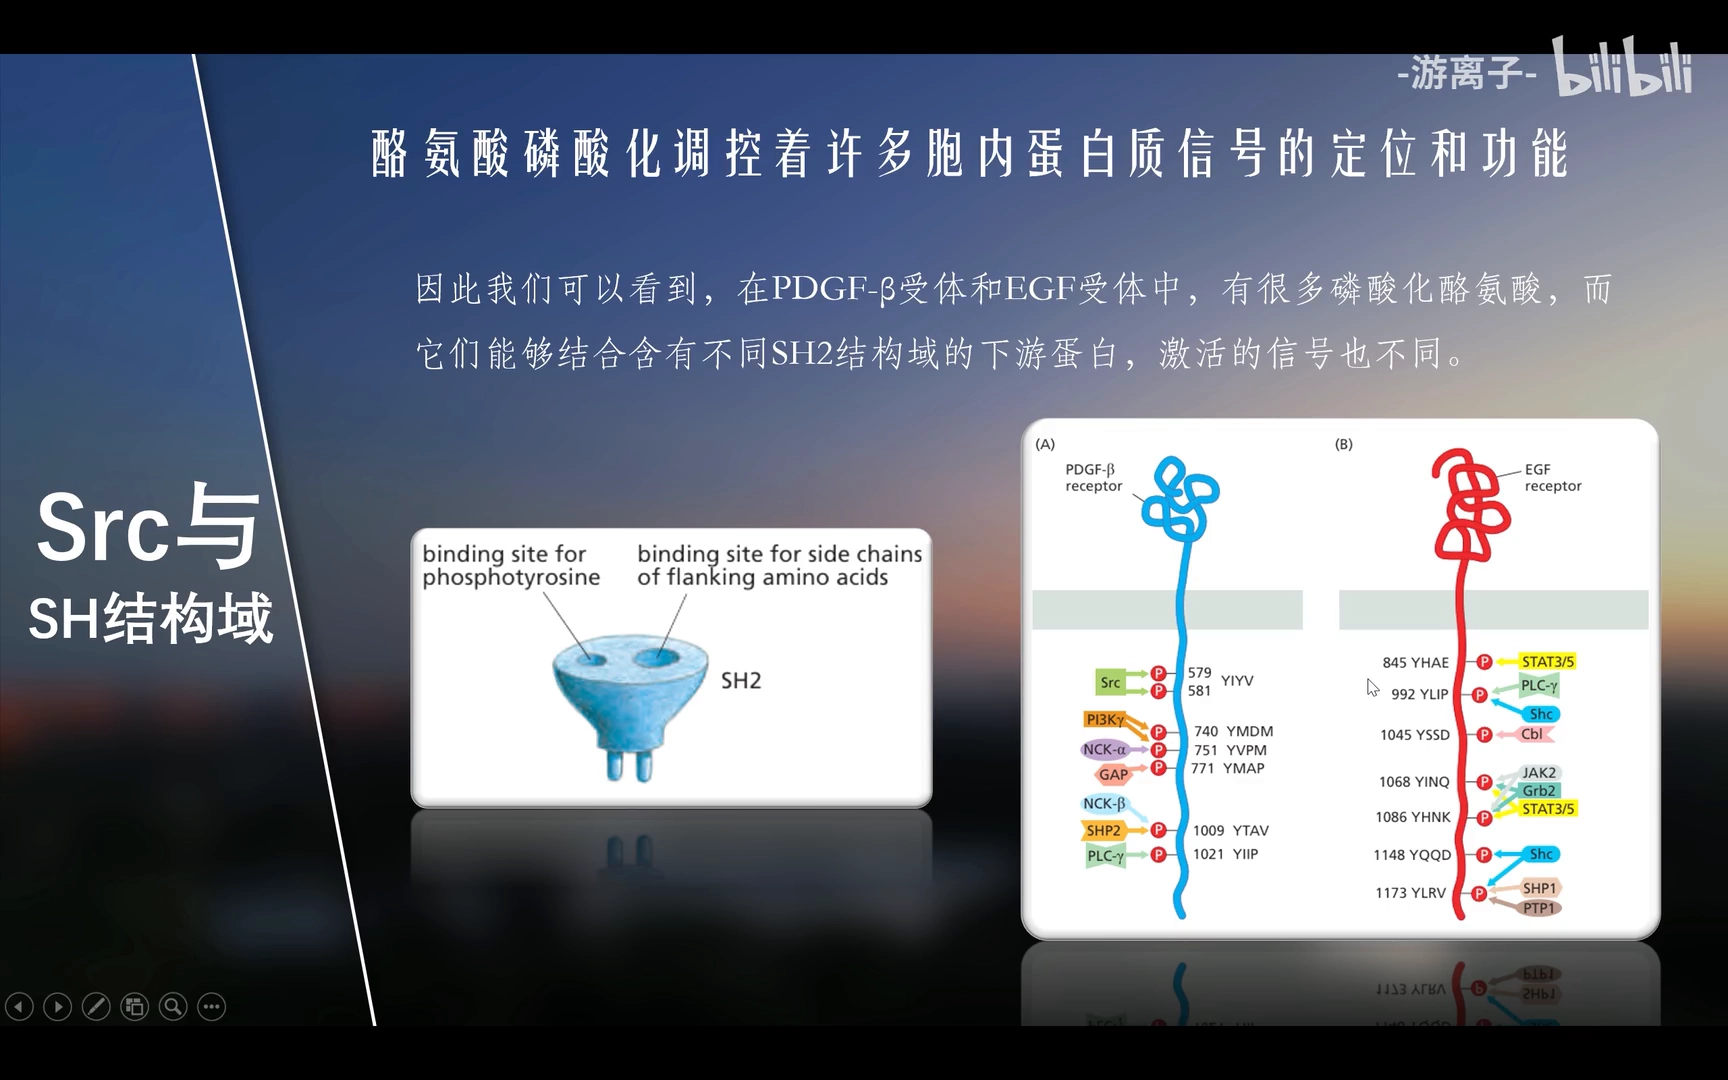 -游离子- bilibili
酪氨酸磷酸化调控着许多胞内蛋白质信号的定位和功能
因此我们可以看到，在PDGF-β受体和EGF受体中，有很多磷酸化酪氨酸，而
它们能够结合含有不同SH2结构域的下游蛋白，激活的信号也不同。
Src与
SH结构域
binding site for
phosphotyrosine
binding site for side chains
of flanking amino acids
SH2
(A)
PDGF-β
receptor
Src
P
P
579
581
YIYV
PI3Kγ
P
740 YMDM
NCK-α
P
751 YVPM
GAP
P
771 YMAP
NCK-β
SHP2
P
1009 YTAV
PLC-γ
P
1021 YIIP
(B)
EGF
receptor
845 YHAE
P
STAT3/5
992 YLIP
P
PLC-γ
Shc
1045 YSSD
P
Cbl
1068 YINQ
P
JAK2
Grb2
STAT3/5
1086 YHNK
P
1148 YQQD
P
Shc
1173 YLRV
P
SHP1
PTP1